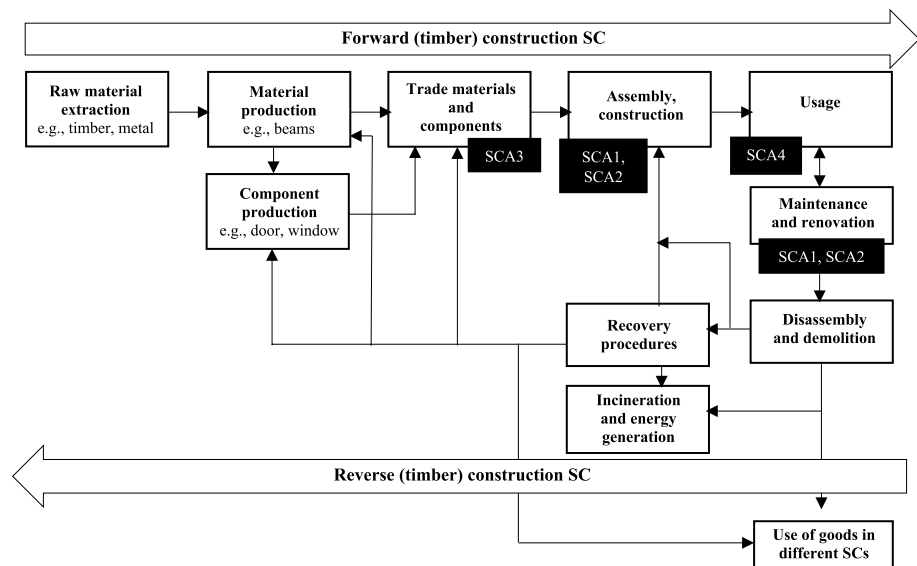 Forward (timber) construction SC
Raw material
extraction
e.g., timber, metal
Material
production
e.g., beams
Trade materials
and
components
Assembly,
construction
Usage
SCA3
SCA1,
SCA2
SCA4
Component
production
e.g., door, window
Maintenance
and renovation
SCA1, SCA2
Recovery
procedures
Disassembly
and demolition
Incineration
and energy
generation
Reverse (timber) construction SC
Use of goods in
different SCs